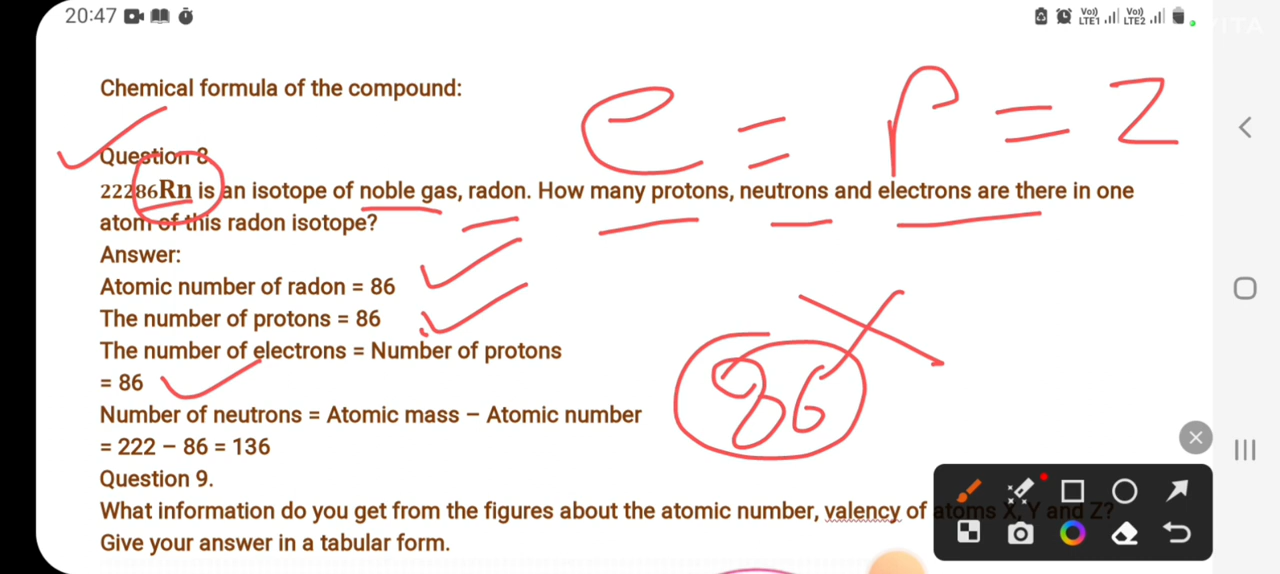 20:47
Vo) LTE1 Vo) LTE2
Chemical formula of the compound:
e = p = Z
Question 8
22286Rn is an isotope of noble gas, radon. How many protons, neutrons and electrons are there in one
atom of this radon isotope?
Answer:
Atomic number of radon = 86
The number of protons = 86
The number of electrons = Number of protons
= 86
86
Number of neutrons = Atomic mass – Atomic number
= 222 – 86 = 136
Question 9.
What information do you get from the figures about the atomic number, valency of atoms X, Y and Z?
Give your answer in a tabular form.